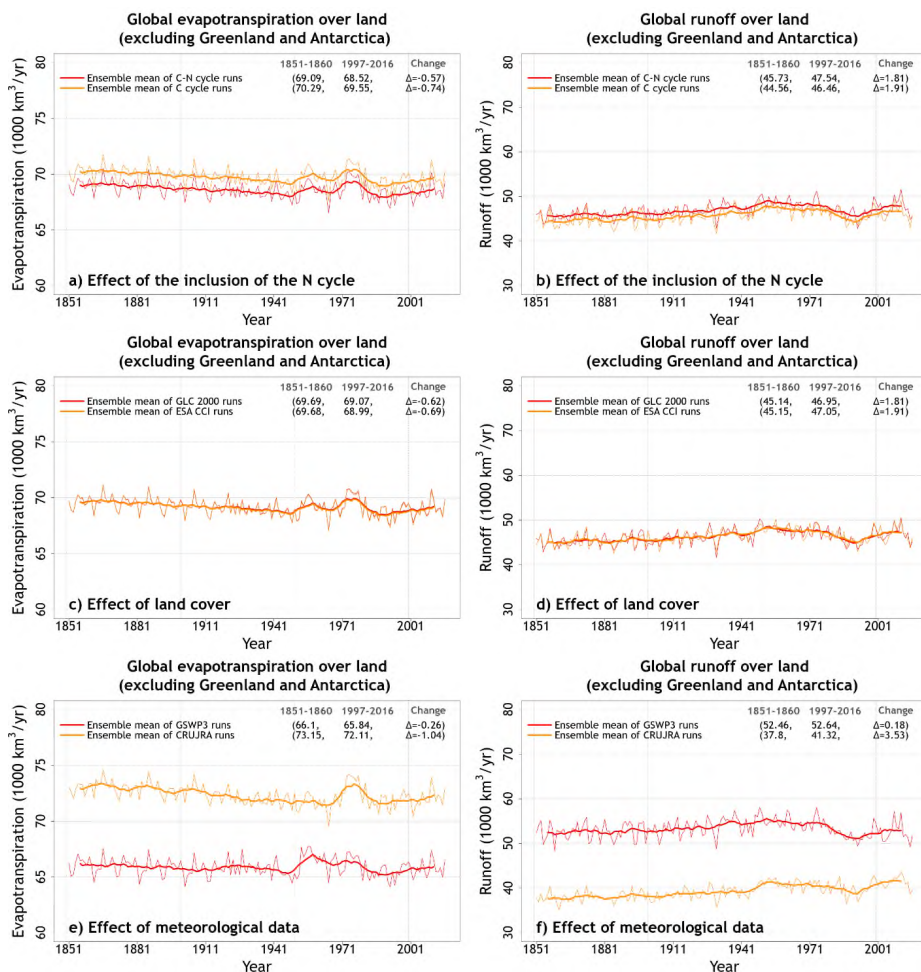 Global evapotranspiration over land
(excluding Greenland and Antarctica)
Evapotranspiration (1000 km³/yr)
80
75
70
65
60
1851-1860 1997-2016 Change
Ensemble mean of C-N cycle runs (69.09, 68.52, Δ=-0.57)
Ensemble mean of C cycle runs (70.29, 69.55, Δ=-0.74)
a) Effect of the inclusion of the N cycle
1851 1881 1911 1941 1971 2001
Year
Global runoff over land
(excluding Greenland and Antarctica)
Runoff (1000 km³/yr)
80
70
60
50
40
30
1851-1860 1997-2016 Change
Ensemble mean of C-N cycle runs (45.73, 47.54, Δ=1.81)
Ensemble mean of C cycle runs (44.56, 46.46, Δ=1.91)
b) Effect of the inclusion of the N cycle
1851 1881 1911 1941 1971 2001
Year
Global evapotranspiration over land
(excluding Greenland and Antarctica)
Evapotranspiration (1000 km³/yr)
80
75
70
65
60
1851-1860 1997-2016 Change
Ensemble mean of GLC 2000 runs (69.69, 69.07, Δ=-0.62)
Ensemble mean of ESA CCI runs (69.68, 68.99, Δ=-0.69)
c) Effect of land cover
1851 1881 1911 1941 1971 2001
Year
Global runoff over land
(excluding Greenland and Antarctica)
Runoff (1000 km³/yr)
80
70
60
50
40
30
1851-1860 1997-2016 Change
Ensemble mean of GLC 2000 runs (45.14, 46.95, Δ=1.81)
Ensemble mean of ESA CCI runs (45.15, 47.05, Δ=1.91)
d) Effect of land cover
1851 1881 1911 1941 1971 2001
Year
Global evapotranspiration over land
(excluding Greenland and Antarctica)
Evapotranspiration (1000 km³/yr)
80
75
70
65
60
1851-1860 1997-2016 Change
Ensemble mean of GSWP3 runs (66.1, 65.84, Δ=-0.26)
Ensemble mean of CRUJRA runs (73.15, 72.11, Δ=-1.04)
e) Effect of meteorological data
1851 1881 1911 1941 1971 2001
Year
Global runoff over land
(excluding Greenland and Antarctica)
Runoff (1000 km³/yr)
80
70
60
50
40
30
1851-1860 1997-2016 Change
Ensemble mean of GSWP3 runs (52.46, 52.64, Δ=0.18)
Ensemble mean of CRUJRA runs (37.8, 41.32, Δ=3.53)
f) Effect of meteorological data
1851 1881 1911 1941 1971 2001
Year